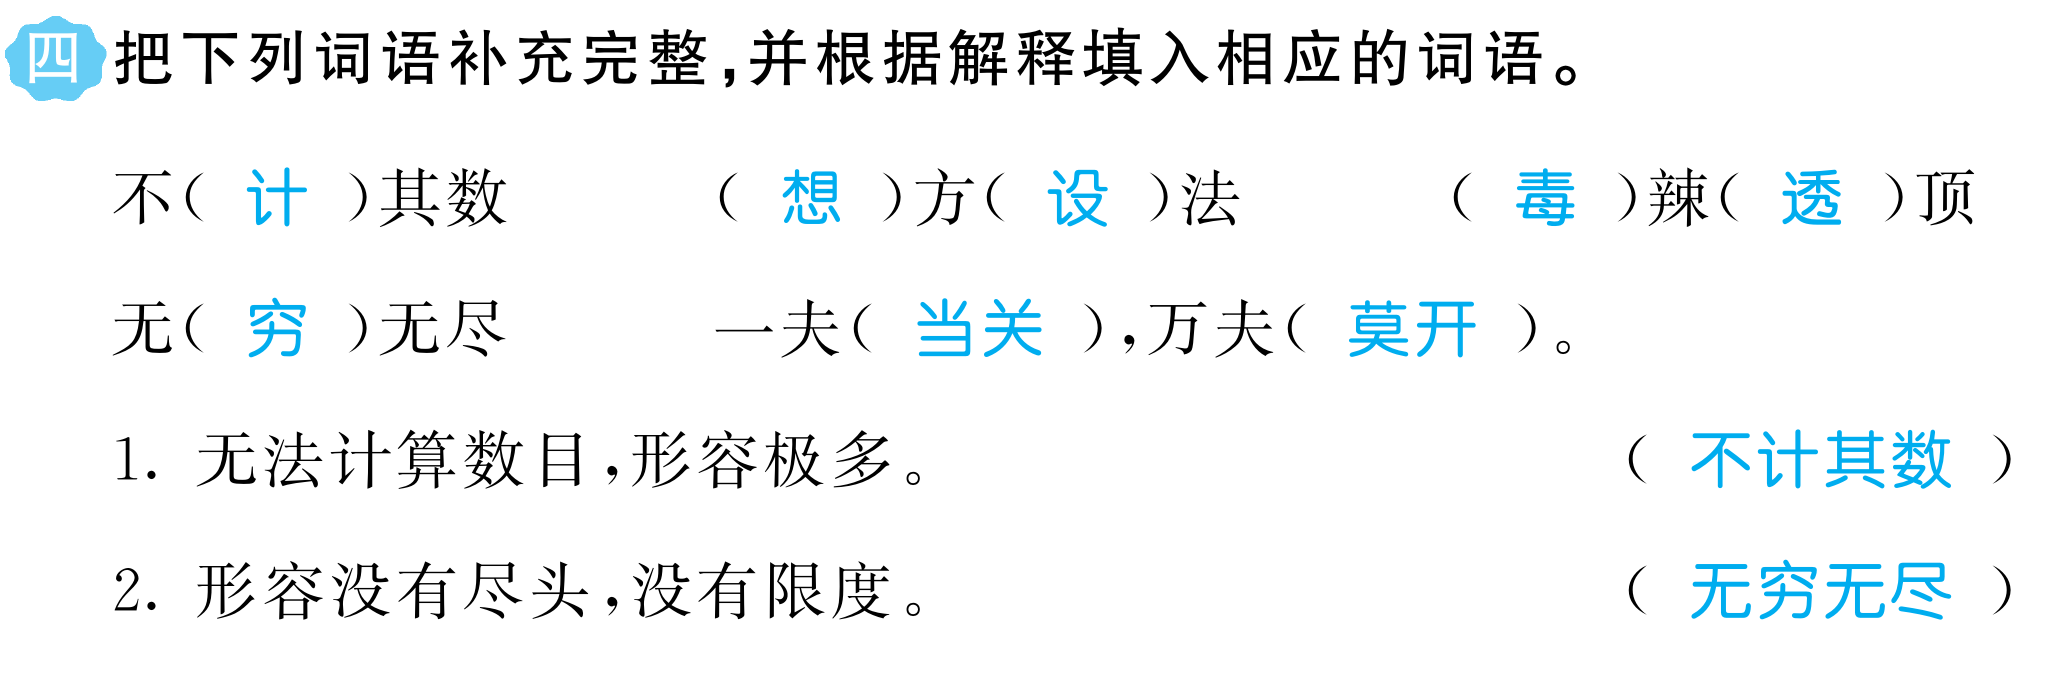 四 把下列词语补充完整,并根据解释填入相应的词语。
不( 计 )其数 ( 想 )方( 设 )法 ( 毒 )辣( 透 )顶
无( 穷 )无尽 一夫( 当关 ),万夫( 莫开 )。
1. 无法计算数目,形容极多。 ( 不计其数 )
2. 形容没有尽头,没有限度。 ( 无穷无尽 )